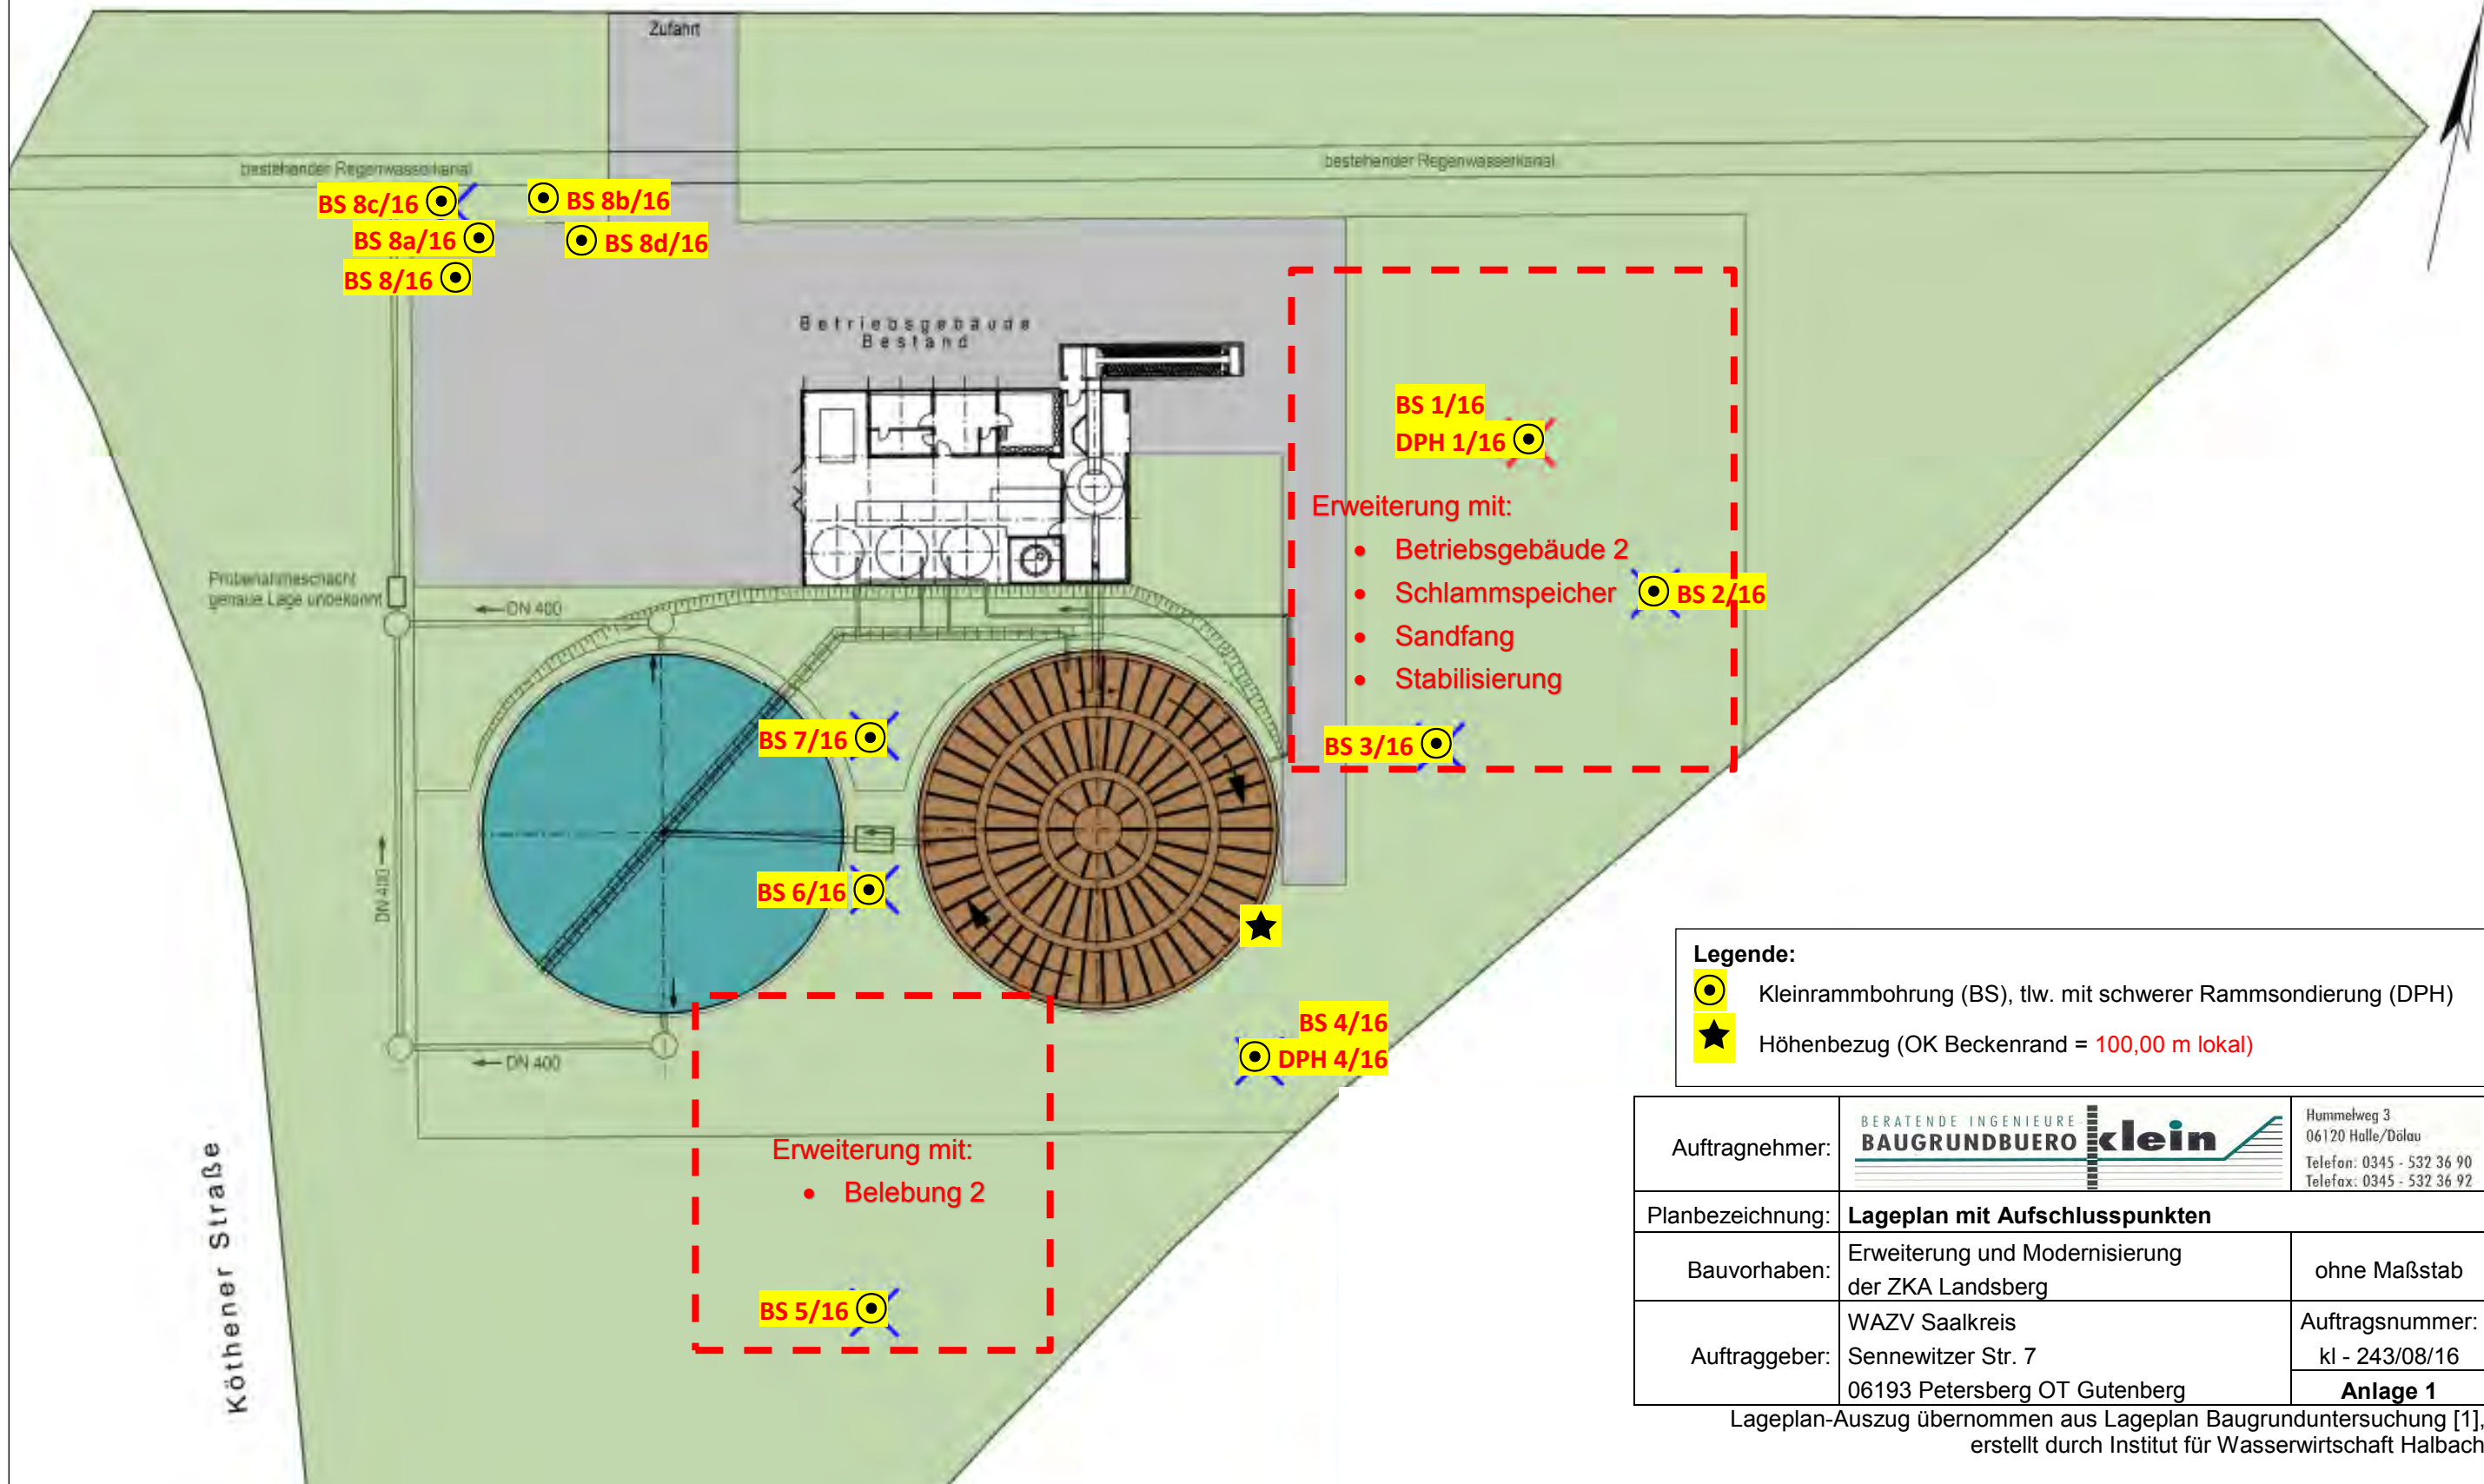 Zufahrt
bestehender Regenwasserkanal
bestehender Regenwasserkanal
BS 8c/16
BS 8b/16
BS 8a/16
BS 8d/16
BS 8/16
Betriebsgebäude
Bestand
BS 1/16
DPH 1/16
Erweiterung mit:
• Betriebsgebäude 2
• Schlammspeicher
BS 2/16
• Sandfang
• Stabilisierung
Probenahmeschacht
genaue Lage unbekannt
DN 400
BS 7/16
BS 3/16
DN 400
BS 6/16
BS 4/16
DPH 4/16
DN 400
Erweiterung mit:
• Belebung 2
BS 5/16
Köthener Straße
Legende:
Kleinrammbohrung (BS), tlw. mit schwerer Rammsondierung (DPH)
Höhenbezug (OK Beckenrand = 100,00 m lokal)
Auftragnehmer:
BERATENDE INGENIEURE
BAUGRUNDBUERO klein
Hummelweg 3
06120 Halle/Dölau
Telefon: 0345 - 532 36 90
Telefax: 0345 - 532 36 92
Planbezeichnung: Lageplan mit Aufschlusspunkten
Bauvorhaben:
Erweiterung und Modernisierung
der ZKA Landsberg
ohne Maßstab
Auftraggeber:
WAZV Saalkreis
Sennewitzer Str. 7
06193 Petersberg OT Gutenberg
Auftragsnummer:
kl - 243/08/16
Anlage 1
Lageplan-Auszug übernommen aus Lageplan Baugrunduntersuchung [1],
erstellt durch Institut für Wasserwirtschaft Halbach